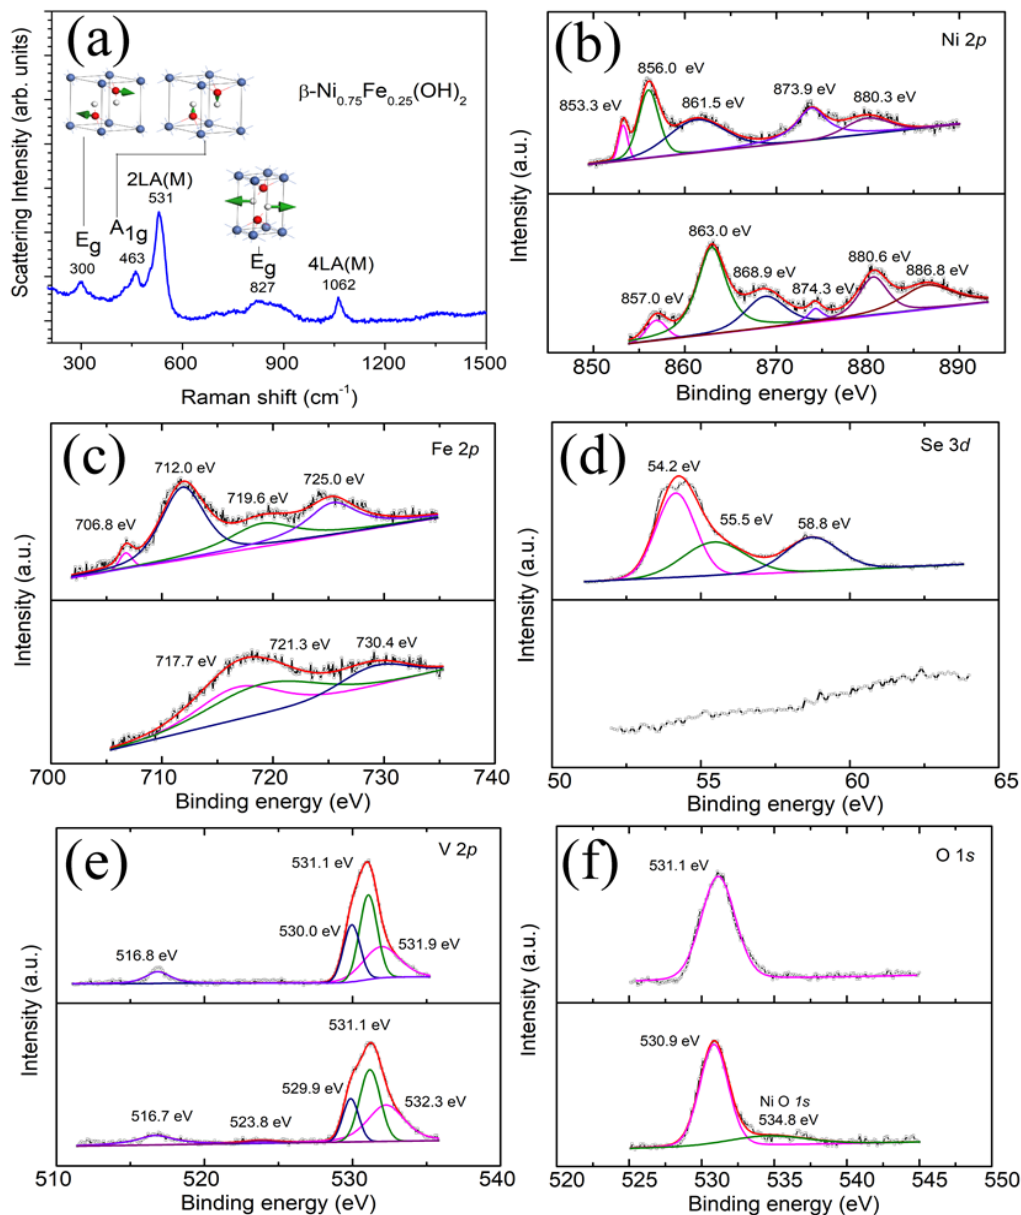 (a)
Scattering Intensity (arb. units)
β-Ni0.75Fe0.25(OH)2
2LA(M)
531
Eg
300
A1g
463
Eg
827
4LA(M)
1062
300 600 900 1200 1500
Raman shift (cm-1)
(b)
Ni 2p
Intensity (a.u.)
853.3 eV
856.0 eV
861.5 eV
873.9 eV
880.3 eV
857.0 eV
863.0 eV
868.9 eV
874.3 eV
880.6 eV
886.8 eV
850 860 870 880 890
Binding energy (eV)
(c)
Fe 2p
Intensity (a.u.)
706.8 eV
712.0 eV
719.6 eV
725.0 eV
717.7 eV
721.3 eV
730.4 eV
700 710 720 730 740
Binding energy (eV)
(d)
Se 3d
Intensity (a.u.)
54.2 eV
55.5 eV
58.8 eV
50 55 60 65
Binding energy (eV)
(e)
V 2p
Intensity (a.u.)
516.8 eV
531.1 eV
530.0 eV
531.9 eV
516.7 eV
523.8 eV
531.1 eV
529.9 eV
532.3 eV
510 520 530 540
Binding energy (eV)
(f)
O 1s
Intensity (a.u.)
531.1 eV
530.9 eV
Ni O 1s
534.8 eV
520 525 530 535 540 545 550
Binding energy (eV)